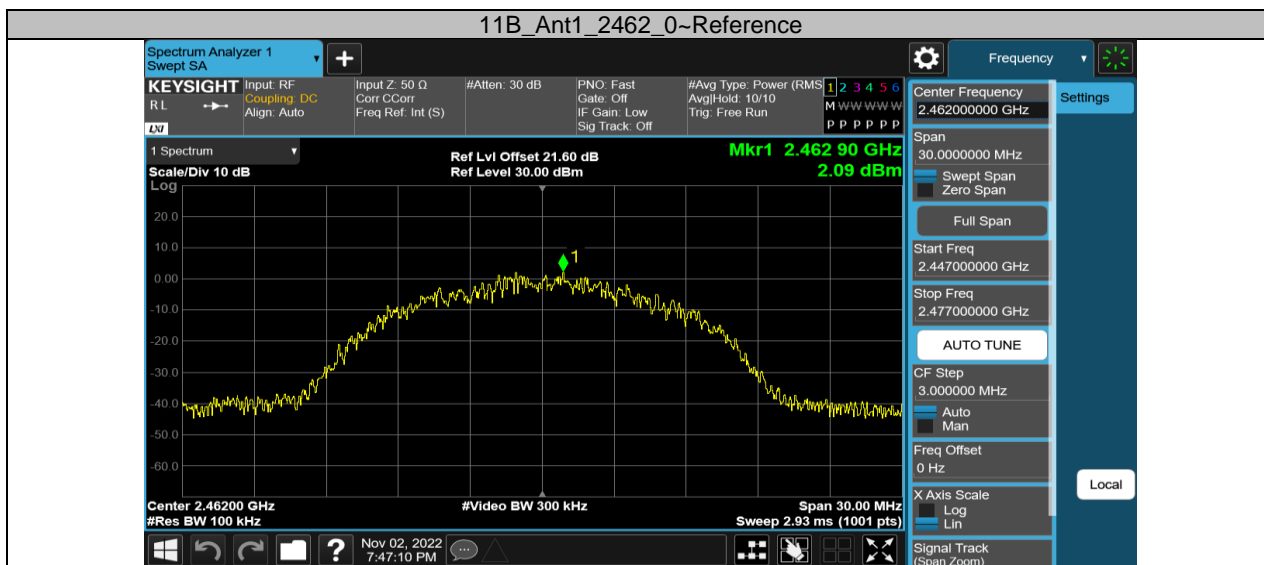 11B_Ant1_2462_0~Reference
Spectrum Analyzer 1
Swept SA
Frequency
KEYSIGHT
R L
LXI
Input: RF
Coupling: DC
Align: Auto
Input Z: 50 Ω
Corr CCorr
Freq Ref: Int (S)
#Atten: 30 dB
PNO: Fast
Gate: Off
IF Gain: Low
Sig Track: Off
#Avg Type: Power (RMS
Avg|Hold: 10/10
Trig: Free Run
1 2 3 4 5 6
M W W W W W
P P P P P P
1 Spectrum
Scale/Div 10 dB
Log
Ref Lvl Offset 21.60 dB
Ref Level 30.00 dBm
Mkr1 2.462 90 GHz
2.09 dBm
20.0
10.0
0.00
-10.0
-20.0
-30.0
-40.0
-50.0
-60.0
1
Center 2.46200 GHz
#Res BW 100 kHz
#Video BW 300 kHz
Span 30.00 MHz
Sweep 2.93 ms (1001 pts)
Nov 02, 2022
7:47:10 PM
?
Center Frequency
2.462000000 GHz
Settings
Span
30.0000000 MHz
Swept Span
Zero Span
Full Span
Start Freq
2.447000000 GHz
Stop Freq
2.477000000 GHz
AUTO TUNE
CF Step
3.000000 MHz
Auto
Man
Freq Offset
0 Hz
X Axis Scale
Log
Lin
Local
Signal Track
(Span Zoom)